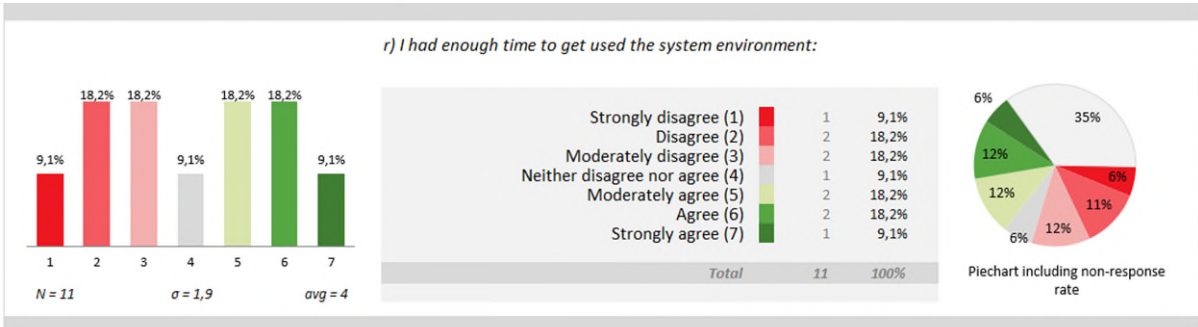 r) I had enough time to get used the system environment:
18,2% 18,2% 18,2% 18,2%
9,1% 9,1% 9,1%
1 2 3 4 5 6 7
N = 11 σ = 1,9 avg = 4
Strongly disagree (1) 1 9,1%
Disagree (2) 2 18,2%
Moderately disagree (3) 2 18,2%
Neither disagree nor agree (4) 1 9,1%
Moderately agree (5) 2 18,2%
Agree (6) 2 18,2%
Strongly agree (7) 1 9,1%
Total 11 100%
6% 35%
12% 6%
12% 11%
6% 12%
Piechart including non-response
rate